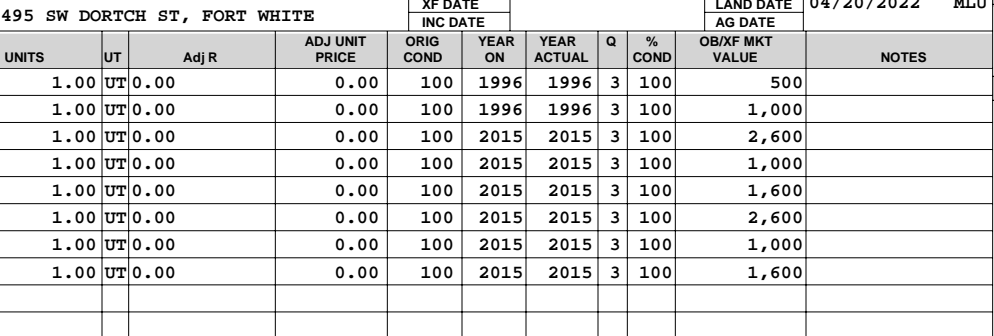 XF DATE LAND DATE 04/20/2022 MLU
495 SW DORTCH ST, FORT WHITE INC DATE AG DATE
UNITS UT Adj R ADJ UNIT PRICE ORIG COND YEAR ON YEAR ACTUAL Q % COND OB/XF MKT VALUE NOTES
1.00 UT 0.00 0.00 100 1996 1996 3 100 500
1.00 UT 0.00 0.00 100 1996 1996 3 100 1,000
1.00 UT 0.00 0.00 100 2015 2015 3 100 2,600
1.00 UT 0.00 0.00 100 2015 2015 3 100 1,000
1.00 UT 0.00 0.00 100 2015 2015 3 100 1,600
1.00 UT 0.00 0.00 100 2015 2015 3 100 2,600
1.00 UT 0.00 0.00 100 2015 2015 3 100 1,000
1.00 UT 0.00 0.00 100 2015 2015 3 100 1,600